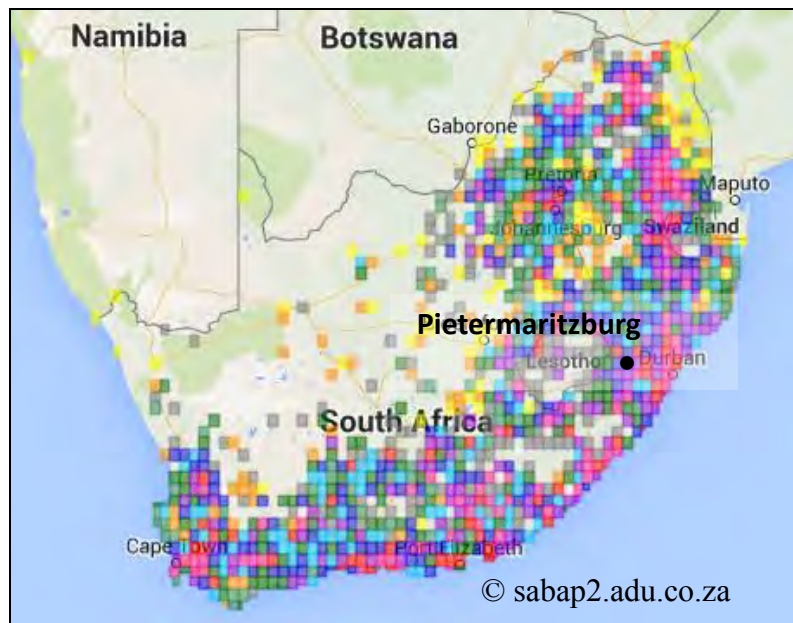 Namibia
Botswana
Gaborone
Pretoria
Maputo
Johannesburg
Swaziland
Pietermaritzburg
Lesotho
Durban
South Africa
Cape Town
Port Elizabeth
© sabap2.adu.co.za